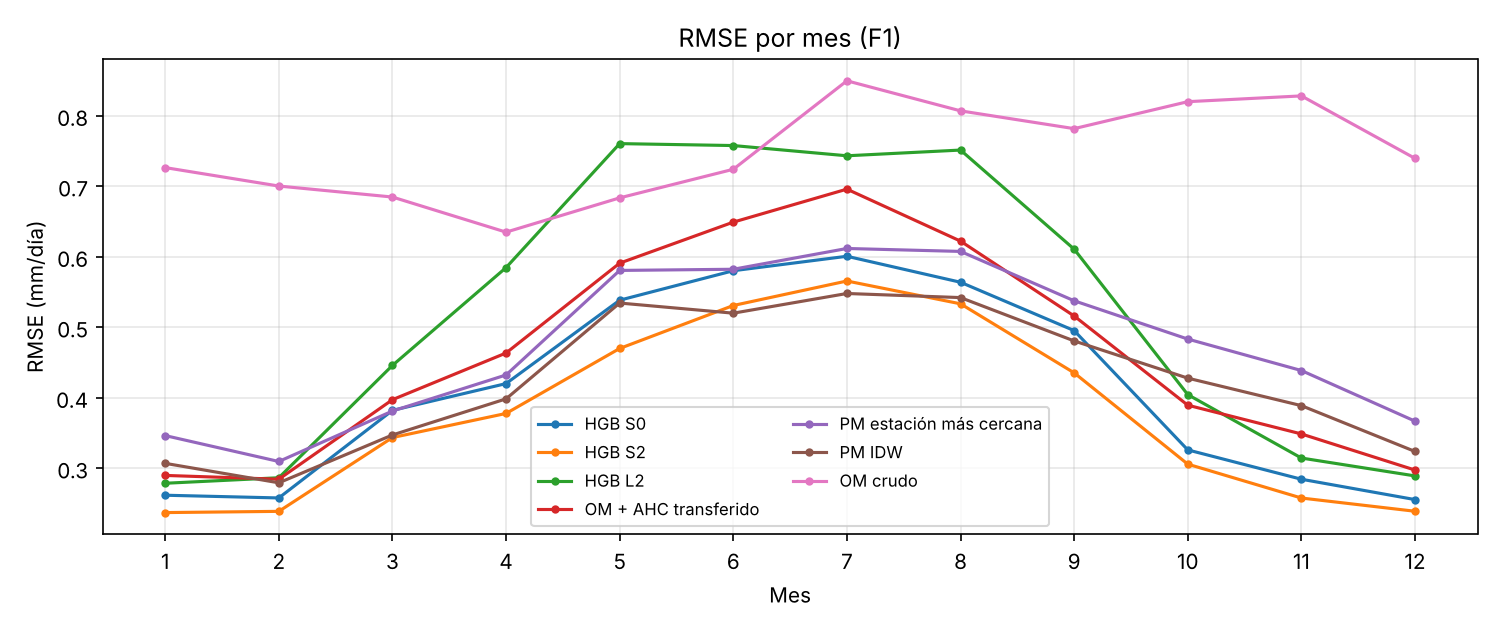 RMSE por mes (F1)
RMSE (mm/día)
0.8
0.7
0.6
0.5
0.4
0.3
HGB S0
HGB S2
HGB L2
OM + AHC transferido
PM estación más cercana
PM IDW
OM crudo
1 2 3 4 5 6 7 8 9 10 11 12
Mes